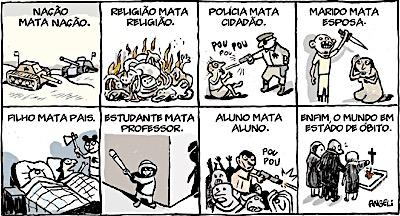 NAÇÃO
MATA NAÇÃO.
RELIGIÃO MATA
RELIGIÃO.
POLÍCIA MATA
CIDADÃO.
POU POU
POU
MARIDO MATA
ESPOSA.
FILHO MATA PAIS.
ESTUDANTE MATA
PROFESSOR.
ALUNO MATA
ALUNO.
POU
POU
ENFIM, O MUNDO EM
ESTADO DE ÓBITO.
ANGELI